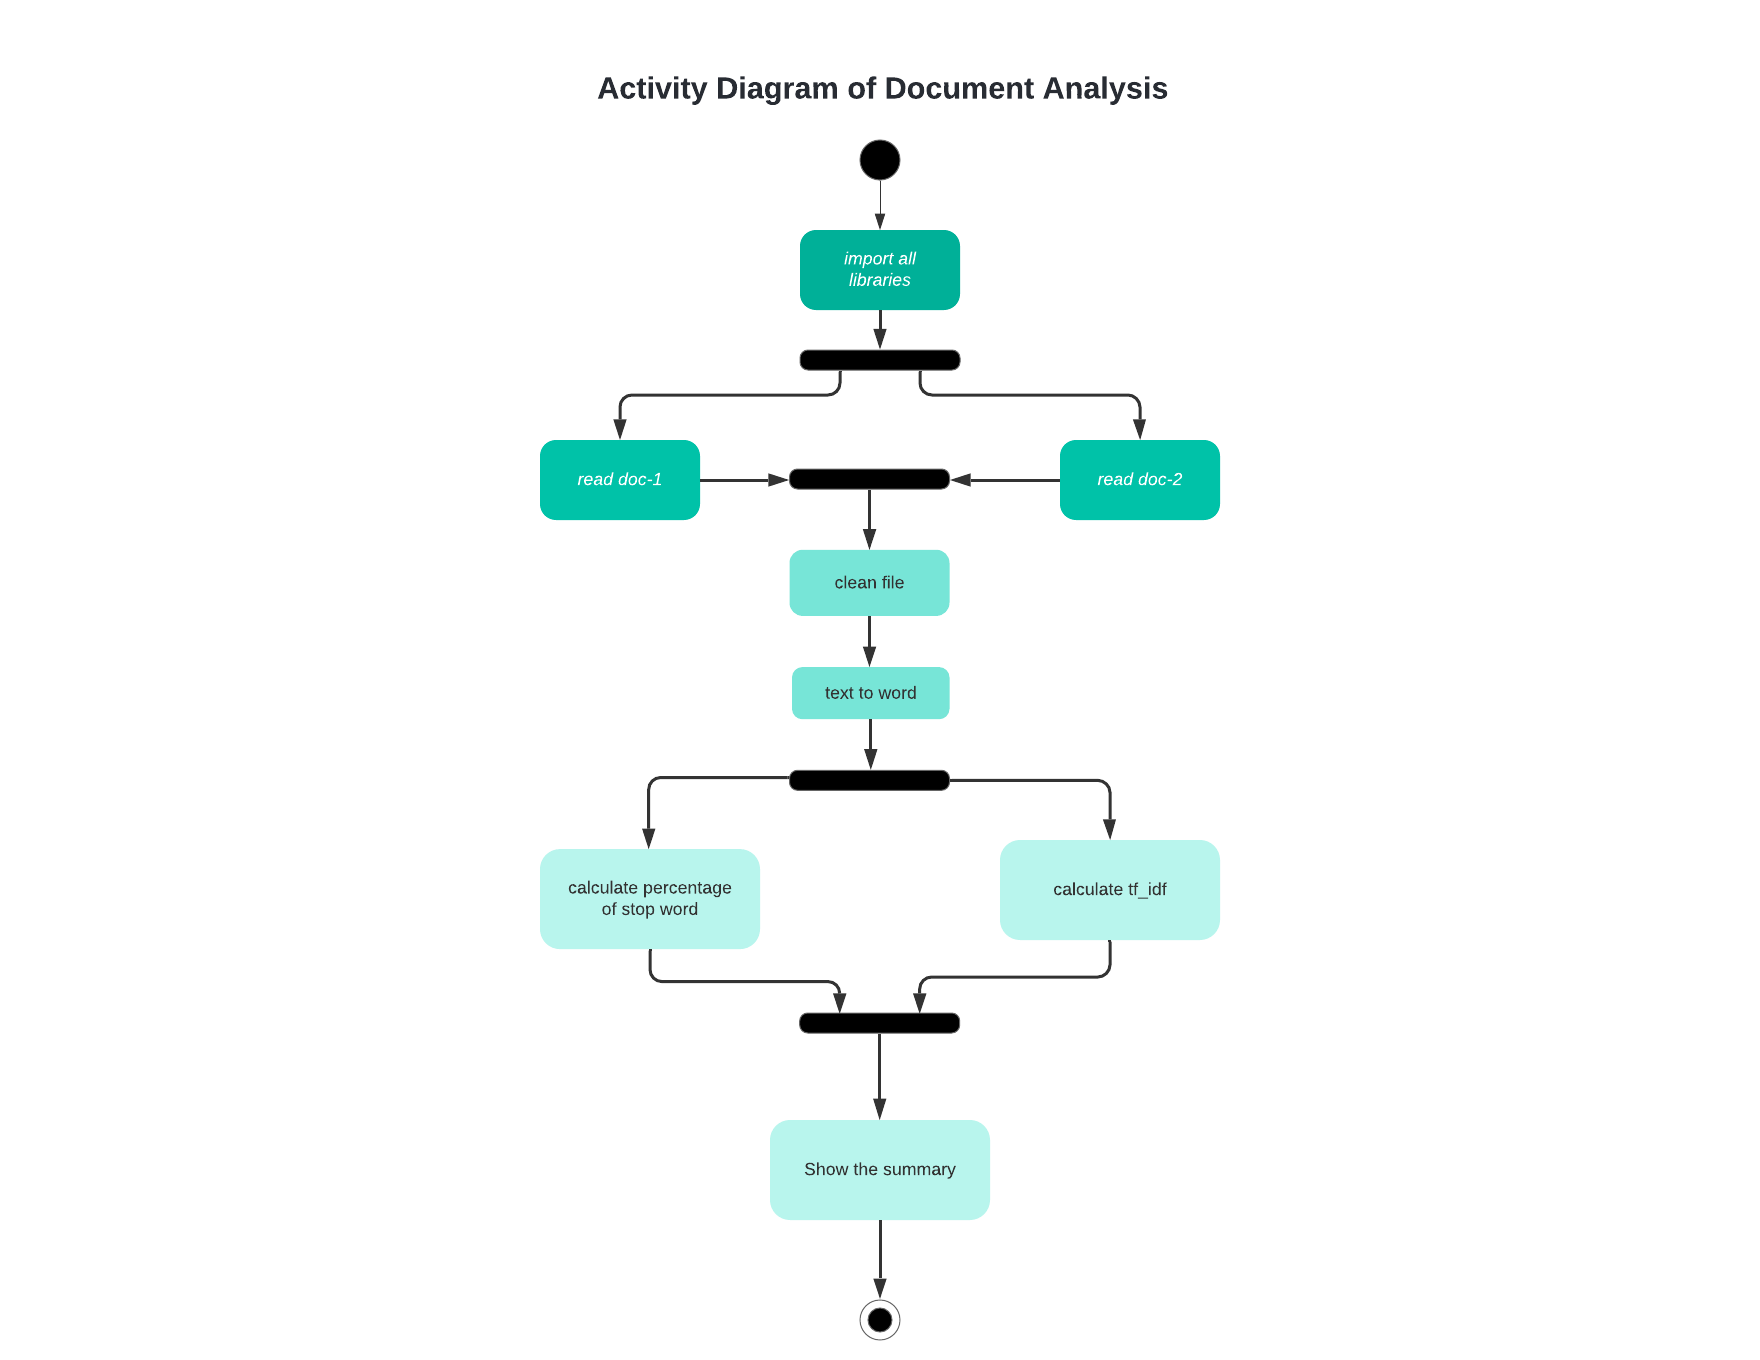 Activity Diagram of Document Analysis
import all
libraries
read doc-1
read doc-2
clean file
text to word
calculate percentage
of stop word
calculate tf_idf
Show the summary